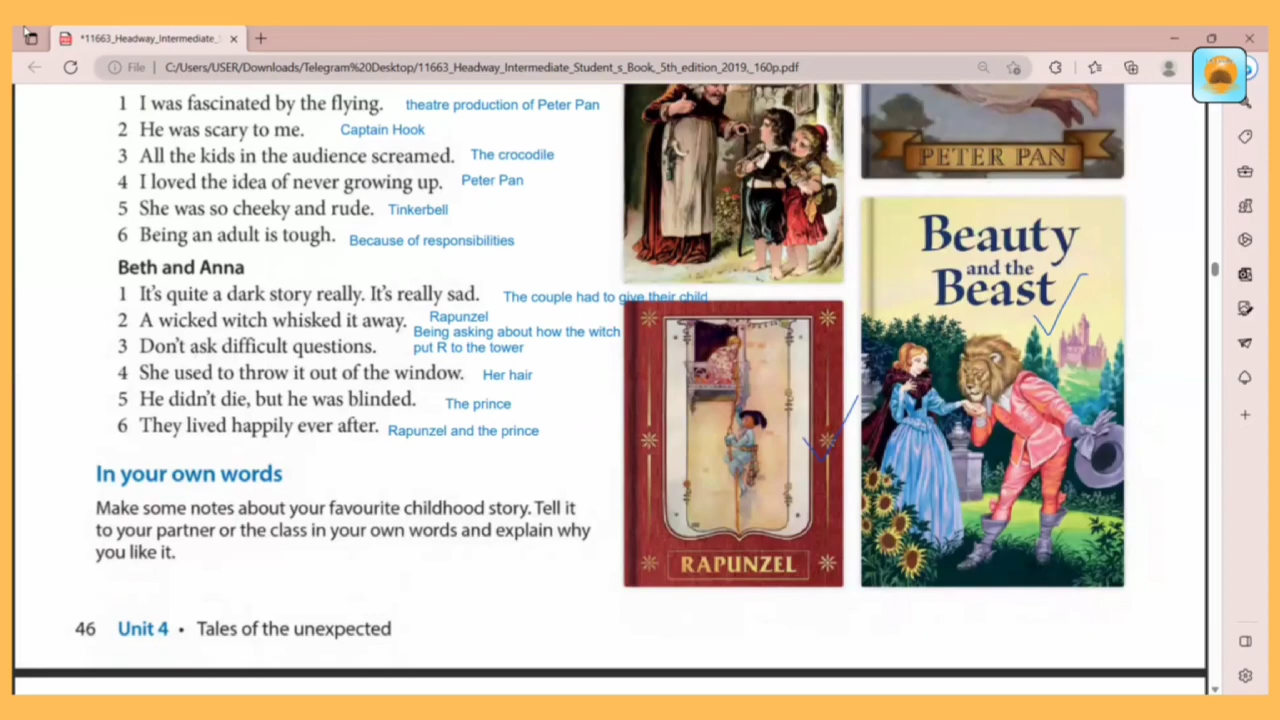 *11663_Headway_Intermediate_
File
C:/Users/USER/Downloads/Telegram%20Desktop/11663_Headway_Intermediate_Student_s_Book,_5th_edition_2019,_160p.pdf
1 I was fascinated by the flying. theatre production of Peter Pan
2 He was scary to me. Captain Hook
3 All the kids in the audience screamed. The crocodile
4 I loved the idea of never growing up. Peter Pan
5 She was so cheeky and rude. Tinkerbell
6 Being an adult is tough. Because of responsibilities
Beth and Anna
1 It's quite a dark story really. It's really sad. The couple had to give their child
2 A wicked witch whisked it away. Rapunzel
Being asking about how the witch
3 Don't ask difficult questions. put R to the tower
4 She used to throw it out of the window. Her hair
5 He didn't die, but he was blinded. The prince
6 They lived happily ever after. Rapunzel and the prince
In your own words
Make some notes about your favourite childhood story. Tell it
to your partner or the class in your own words and explain why
you like it.
46 Unit 4 • Tales of the unexpected
PETER PAN
Beauty
and the
Beast
RAPUNZEL